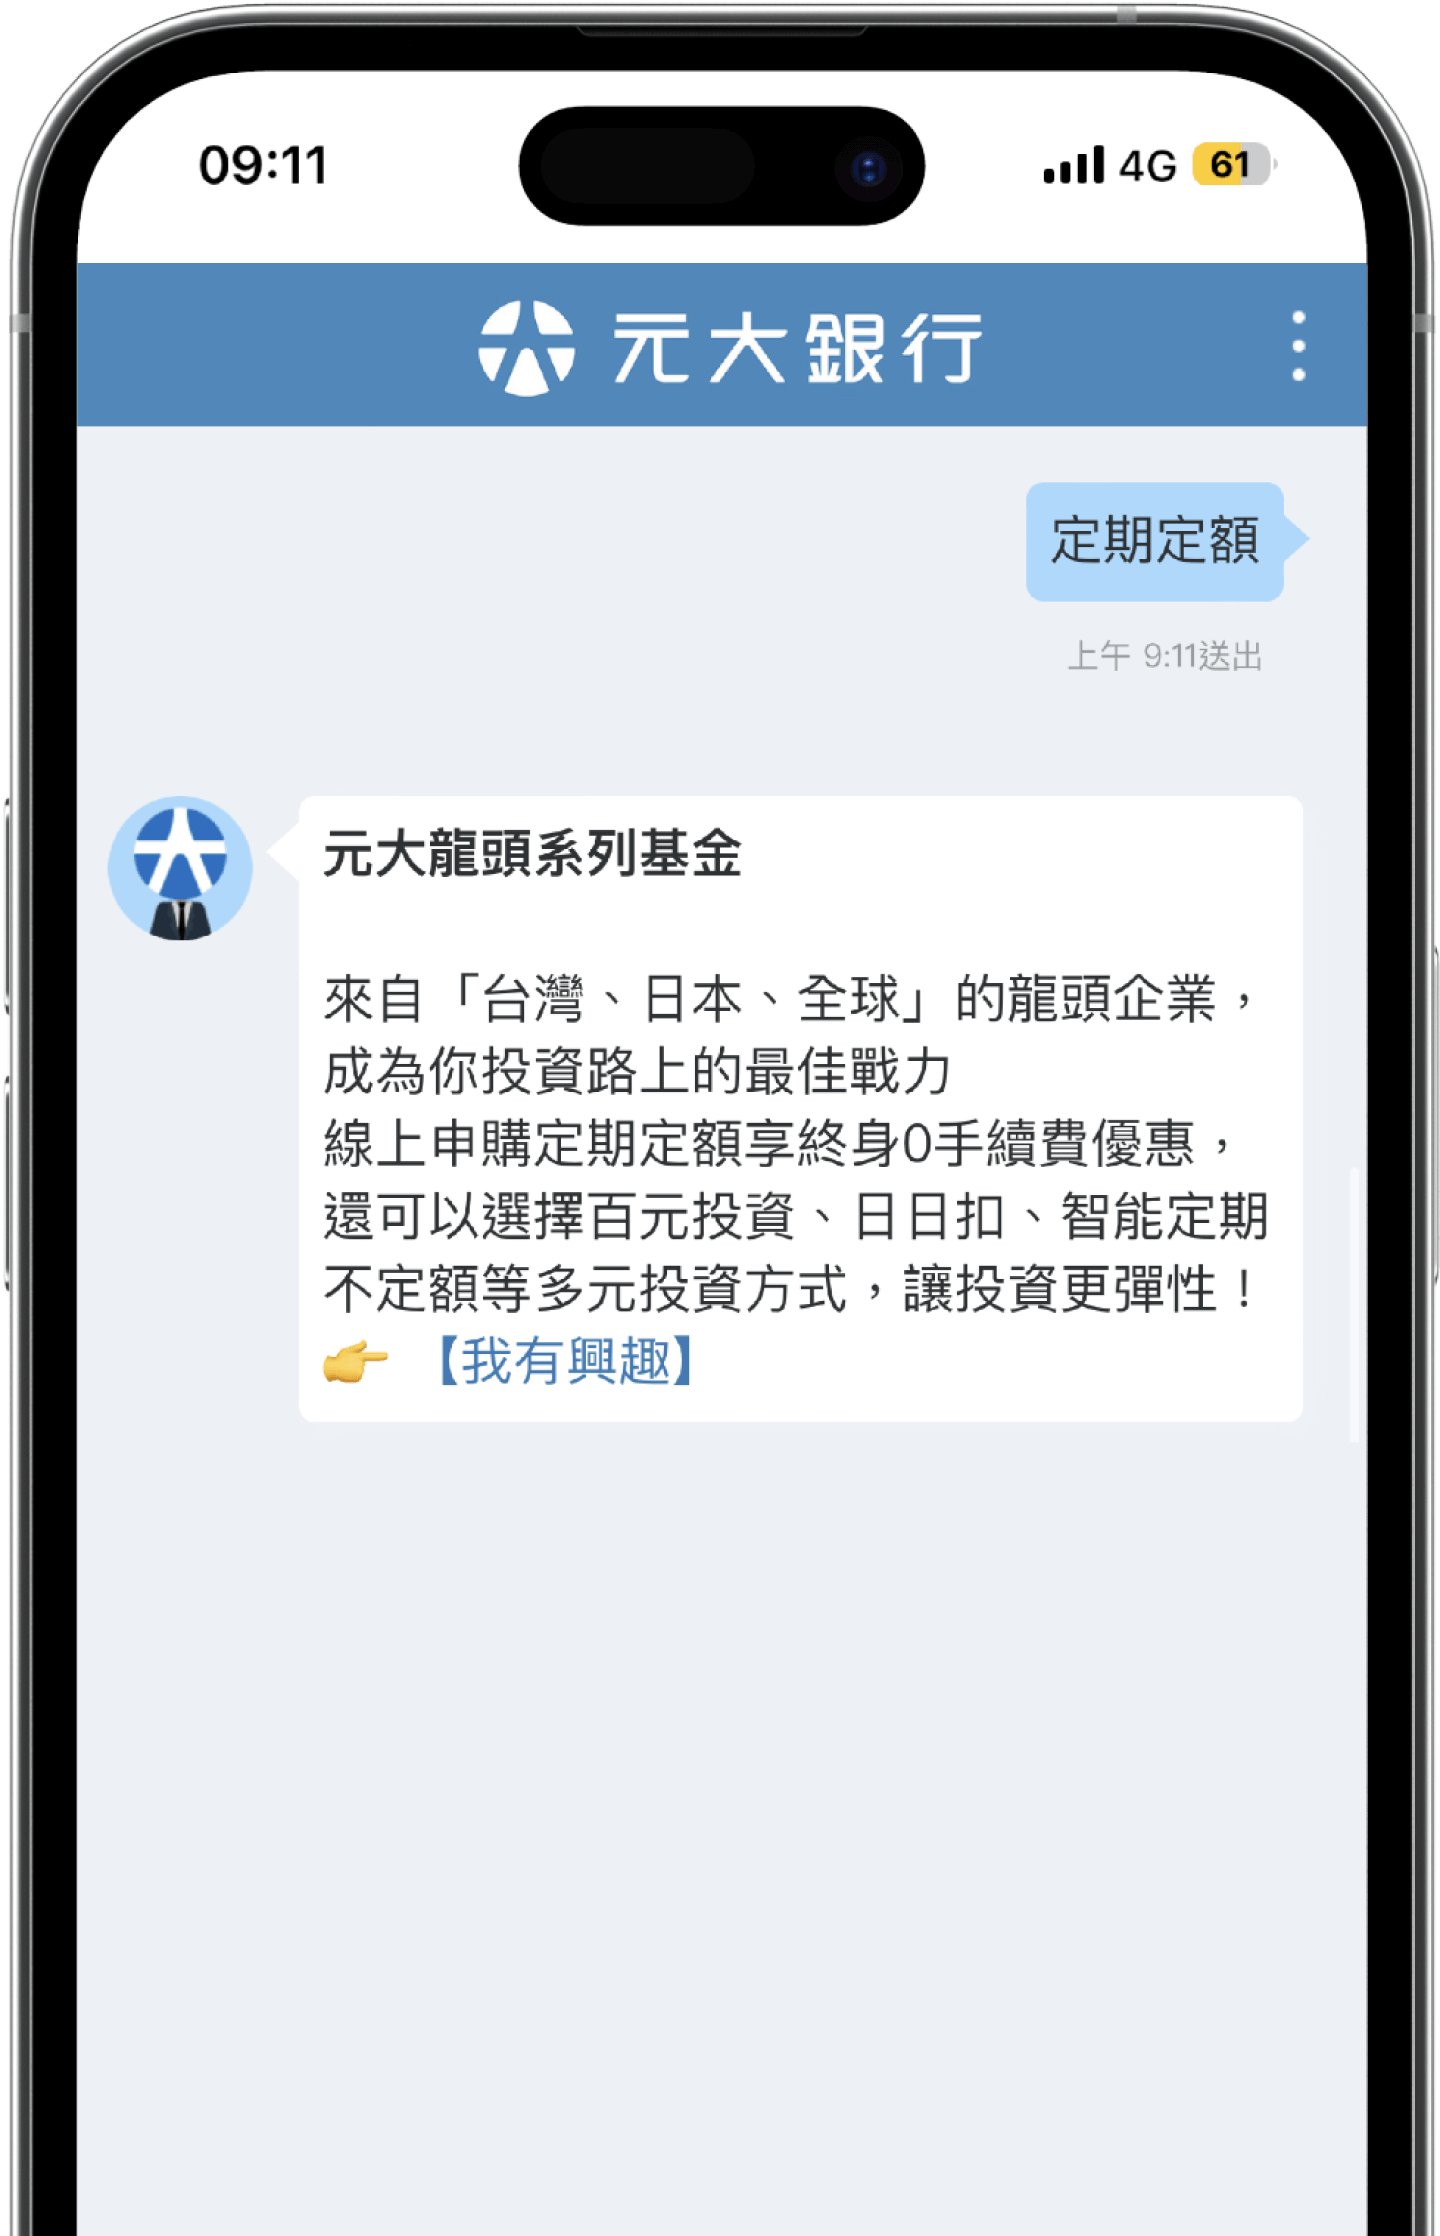 09:11
4G 61
元大銀行
定期定額
上午 9:11送出
元大龍頭系列基金
來自「台灣、日本、全球」的龍頭企業，
成為你投資路上的最佳戰力
線上申購定期定額享終身0手續費優惠，
還可以選擇百元投資、日日扣、智能定期
不定額等多元投資方式，讓投資更彈性！
👉 【我有興趣】